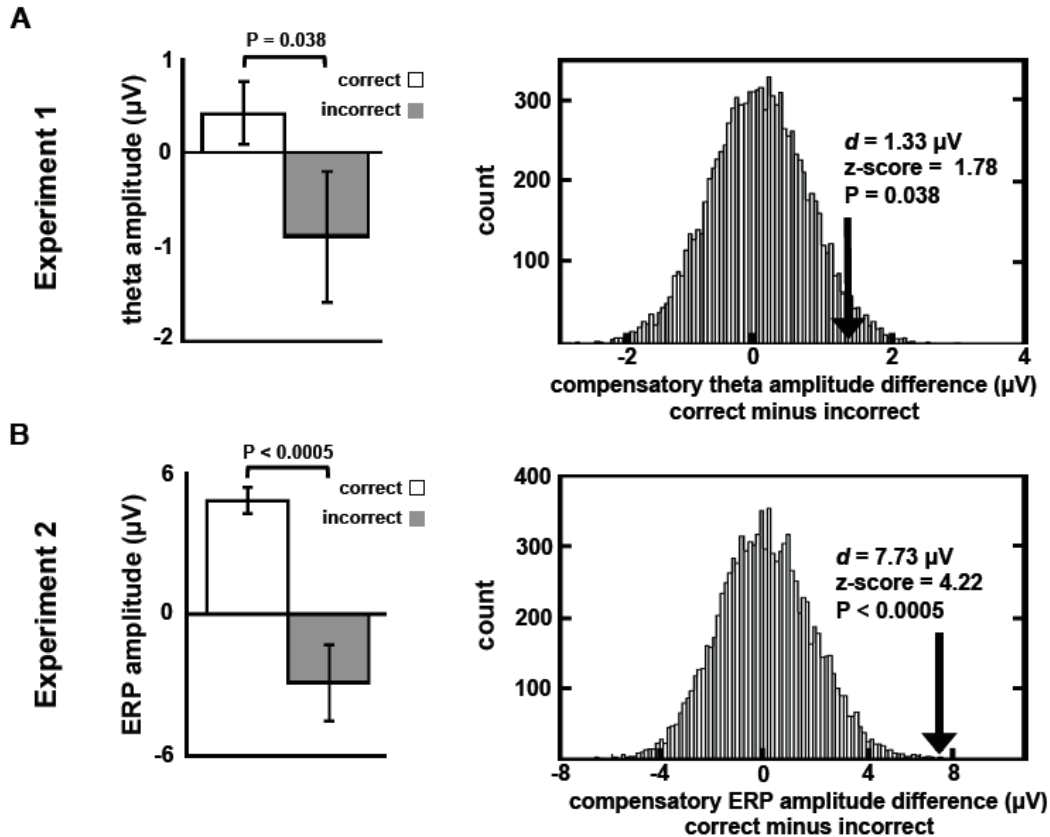 A
Experiment 1
P = 0.038
correct
incorrect
theta amplitude (µV)
1
0
-1
-2
count
300
200
100
d = 1.33 µV
z-score = 1.78
P = 0.038
-2
0
2
4
compensatory theta amplitude difference (µV)
correct minus incorrect
B
Experiment 2
P < 0.0005
correct
incorrect
ERP amplitude (µV)
6
0
-6
count
400
300
200
100
d = 7.73 µV
z-score = 4.22
P < 0.0005
-8
-4
0
4
8
compensatory ERP amplitude difference (µV)
correct minus incorrect